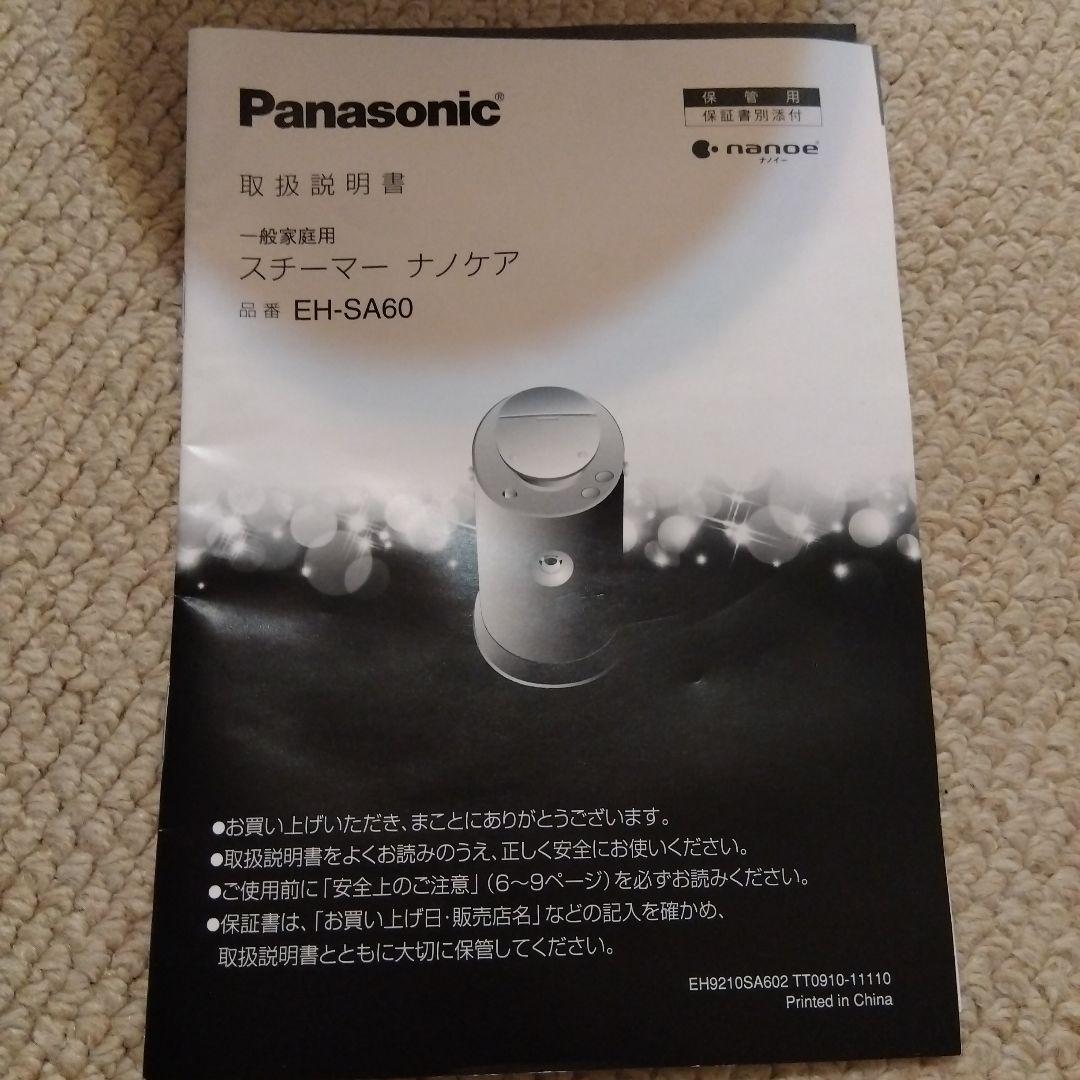 Panasonic®
保管用
保証書別添付
nanoe®
ナノイー
取扱説明書
一般家庭用
スチーマー ナノケア
品番 EH-SA60
●お買い上げいただき、まことにありがとうございます。
●取扱説明書をよくお読みのうえ、正しく安全にお使いください。
●ご使用前に「安全上のご注意」(6〜9ページ)を必ずお読みください。
●保証書は、「お買い上げ日・販売店名」などの記入を確かめ、
取扱説明書とともに大切に保管してください。
EH9210SA602 TT0910-11110
Printed in China